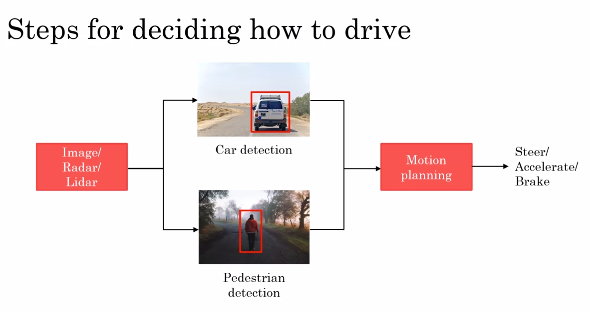 Steps for deciding how to drive
Image/
Radar/
Lidar
Car detection
Pedestrian
detection
Motion
planning
Steer/
Accelerate/
Brake